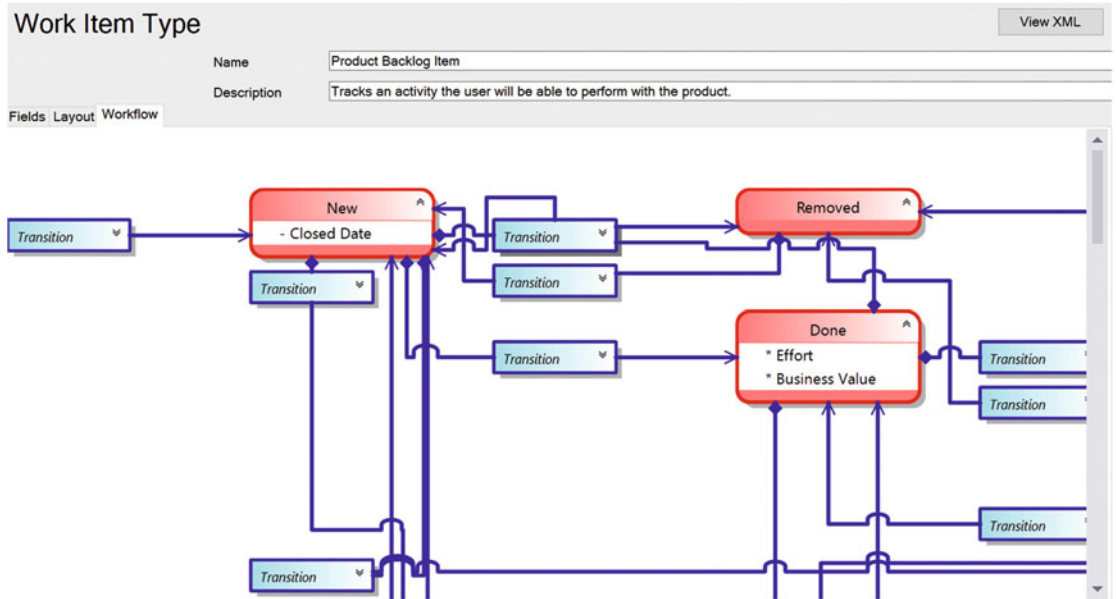 Work Item Type
View XML
Name
Product Backlog Item
Description
Tracks an activity the user will be able to perform with the product.
Fields Layout Workflow
New
- Closed Date
Removed
Transition
Transition
Transition
Transition
Transition
Done
* Effort
* Business Value
Transition
Transition
Transition
Transition